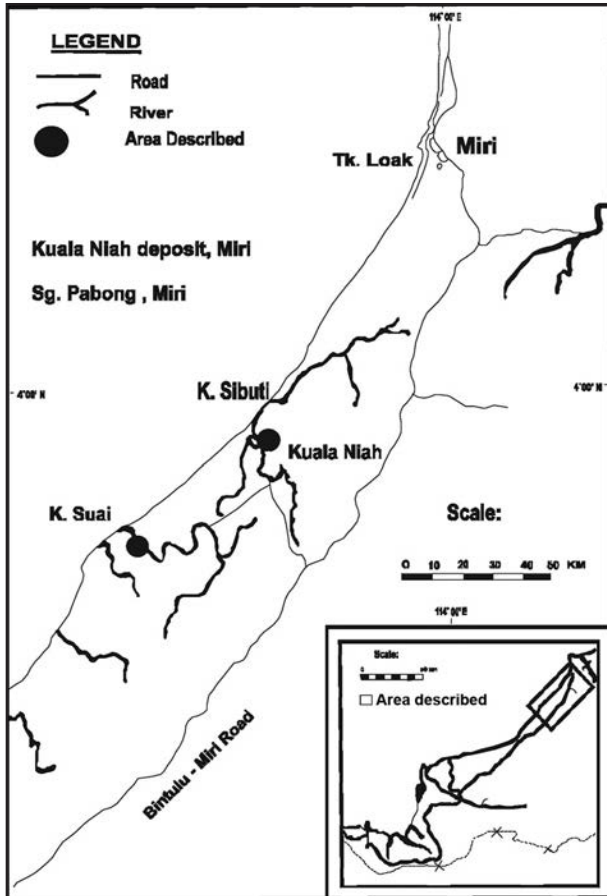 LEGEND
Road
River
Area Described
114°00' E
Tk. Loak
Miri
Kuala Niah deposit, Miri
Sg. Pabong , Miri
4°00' N
K. Sibuti
4°00' N
Kuala Niah
K. Suai
Scale:
0 10 20 30 40 50 KM
114°00' E
Bintulu - Miri Road
Scale:
Area described